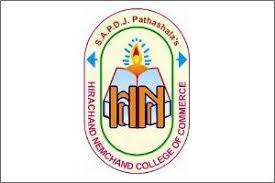 S.A.P.D.J. Pathashala's
HIRACHAND NEMCHAND COLLEGE OF COMMERCE
HN